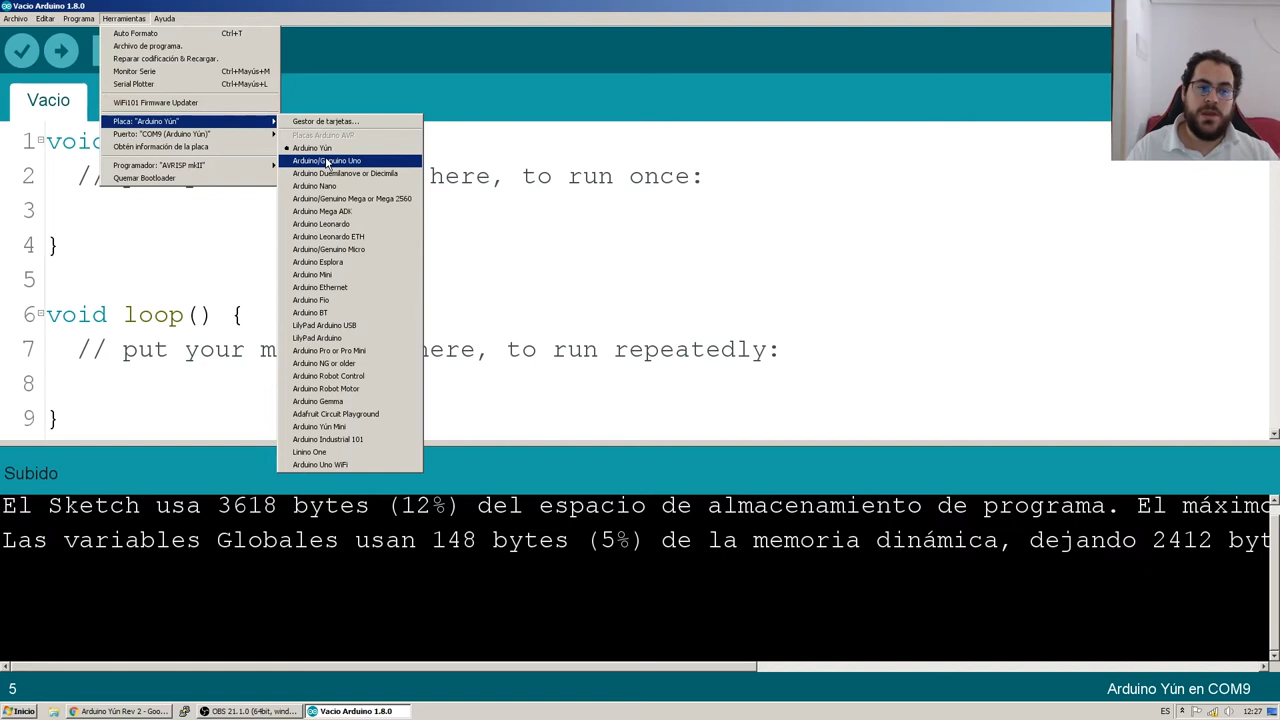 Vacio Arduino 1.8.0
Archivo Editar Programa Herramientas Ayuda
Auto Formato Ctrl+T
Archivo de programa.
Reparar codificación & Recargar.
Monitor Serie Ctrl+Mayús+M
Serial Plotter Ctrl+Mayús+L
WiFi101 Firmware Updater
Placa: "Arduino Yún"
Puerto: "COM9 (Arduino Yún)"
Obtén información de la placa
Programador: "AVRISP mkII"
Quemar Bootloader
Gestor de tarjetas...
Placas Arduino AVR
Arduino Yún
Arduino/Genuino Uno
Arduino Duemilanove or Diecimila
Arduino Nano
Arduino/Genuino Mega or Mega 2560
Arduino Mega ADK
Arduino Leonardo
Arduino Leonardo ETH
Arduino/Genuino Micro
Arduino Esplora
Arduino Mini
Arduino Ethernet
Arduino Fio
Arduino BT
LilyPad Arduino USB
LilyPad Arduino
Arduino Pro or Pro Mini
Arduino NG or older
Arduino Robot Control
Arduino Robot Motor
Arduino Gemma
Adafruit Circuit Playground
Arduino Yún Mini
Arduino Industrial 101
Linino One
Arduino Uno WiFi
Vacio
1 vo
2 // here, to run once:
3
4 }
5
6 void loop() {
7 // put your m here, to run repeatedly:
8
9 }
Subido
El Sketch usa 3618 bytes (12%) del espacio de almacenamiento de programa. El máximo
Las variables Globales usan 148 bytes (5%) de la memoria dinámica, dejando 2412 byt
5
Arduino Yún en COM9
Inicio Arduino Yún Rev 2 - Goo... OBS 21.1.0 (64bit, wind... Vacio Arduino 1.8.0 ES 12:27